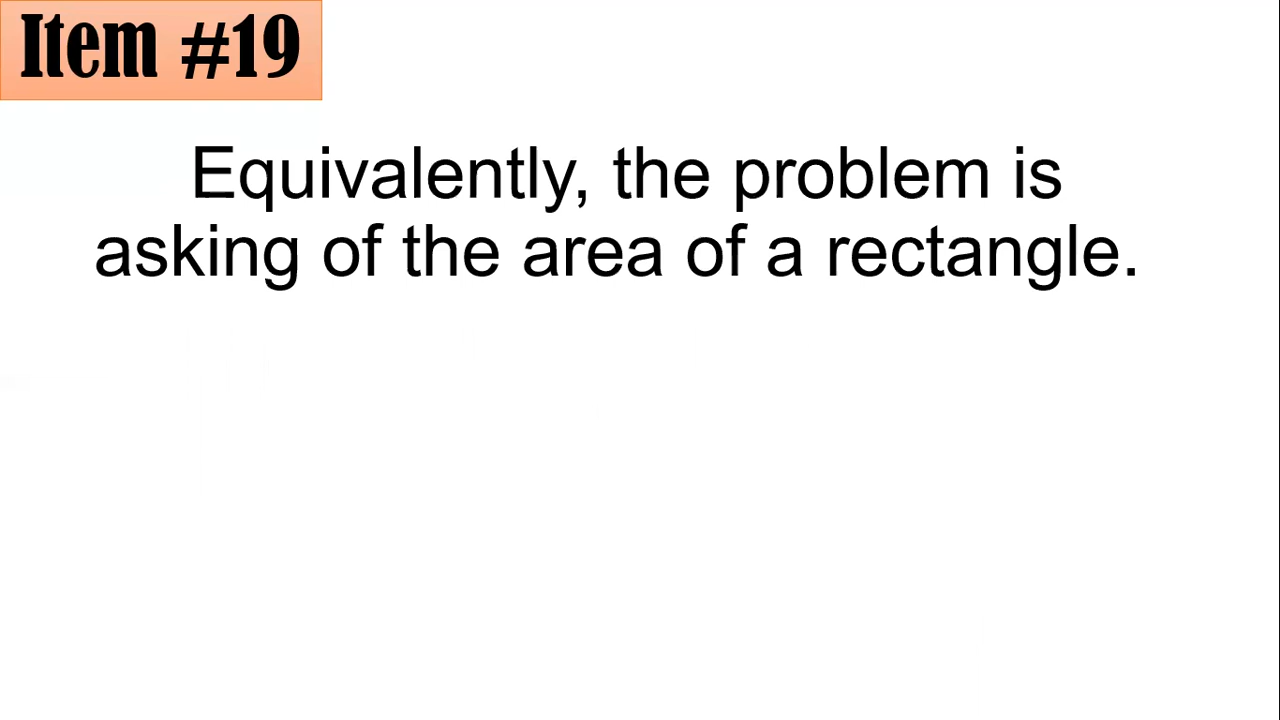 Item #19
Equivalently, the problem is
asking of the area of a rectangle.